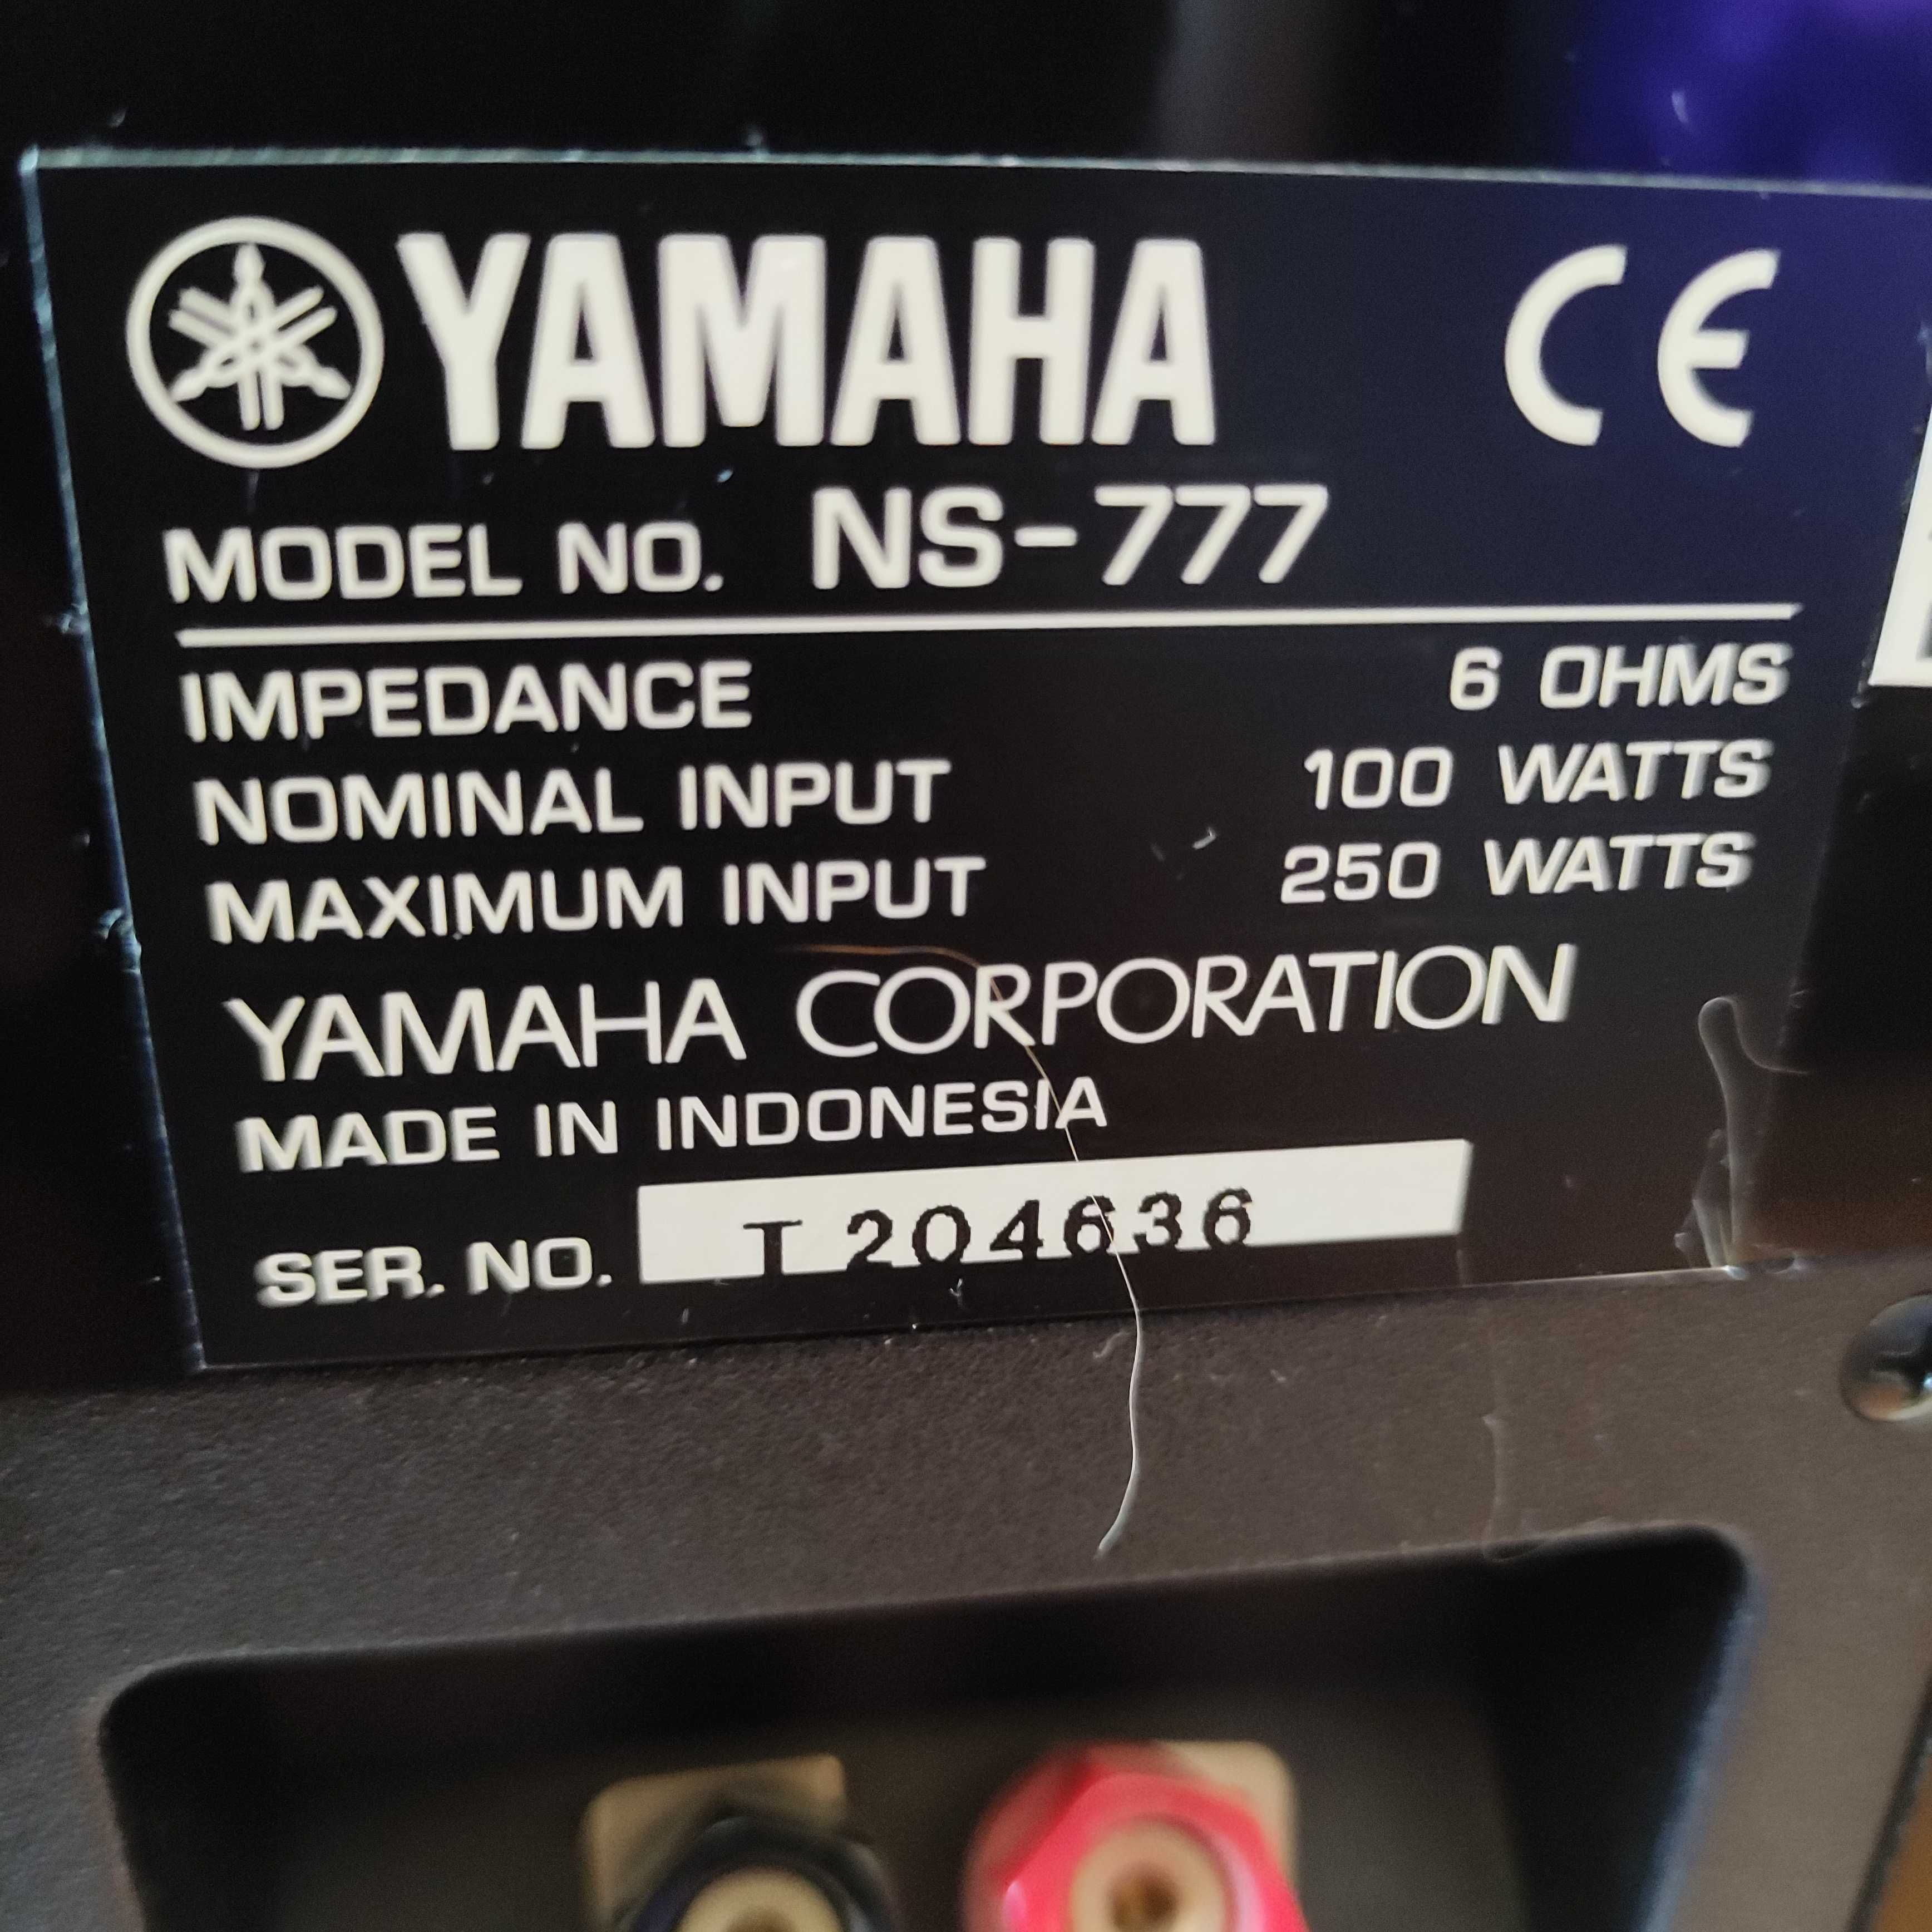 YAMAHA CE
MODEL NO. NS-777
IMPEDANCE 6 OHMS
NOMINAL INPUT 100 WATTS
MAXIMUM INPUT 250 WATTS
YAMAHA CORPORATION
MADE IN INDONESIA
SER. NO. T 204636